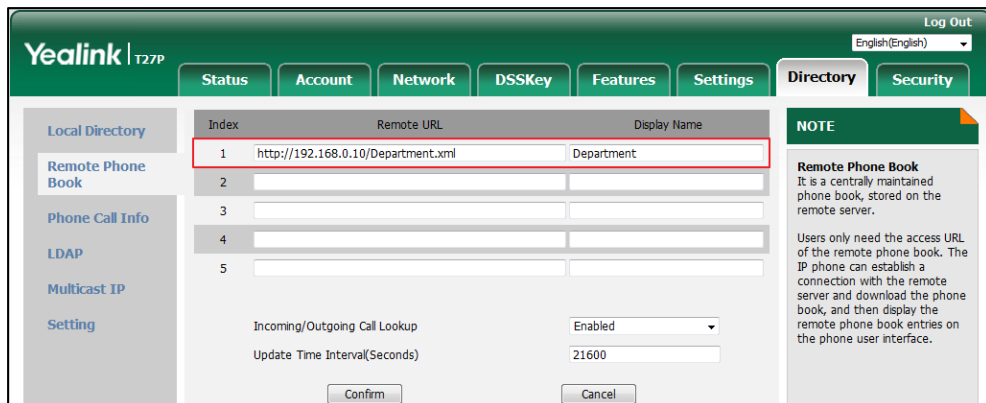 Log Out
Yealink | T27P
English(English)
Status Account Network DSSKey Features Settings Directory Security
Local Directory
Remote Phone
Book
Phone Call Info
LDAP
Multicast IP
Setting
Index Remote URL Display Name
1 http://192.168.0.10/Department.xml Department
2
3
4
5
Incoming/Outgoing Call Lookup Enabled
Update Time Interval(Seconds) 21600
Confirm Cancel
NOTE
Remote Phone Book
It is a centrally maintained
phone book, stored on the
remote server.
Users only need the access URL
of the remote phone book. The
IP phone can establish a
connection with the remote
server and download the phone
book, and then display the
remote phone book entries on
the phone user interface.